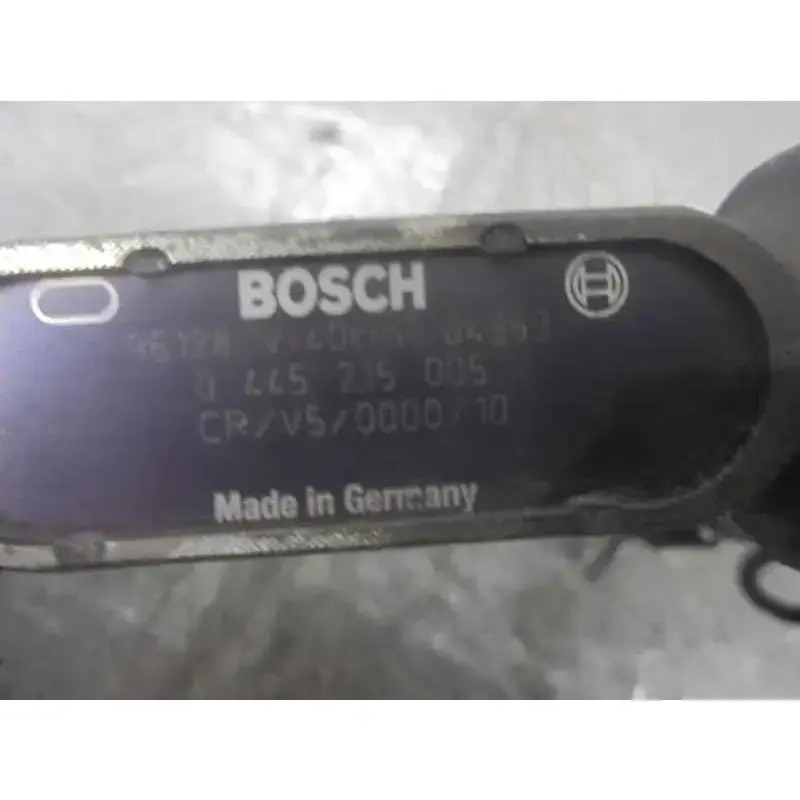 BOSCH
0 445 215 005
CR/V5/0000/10
Made in Germany